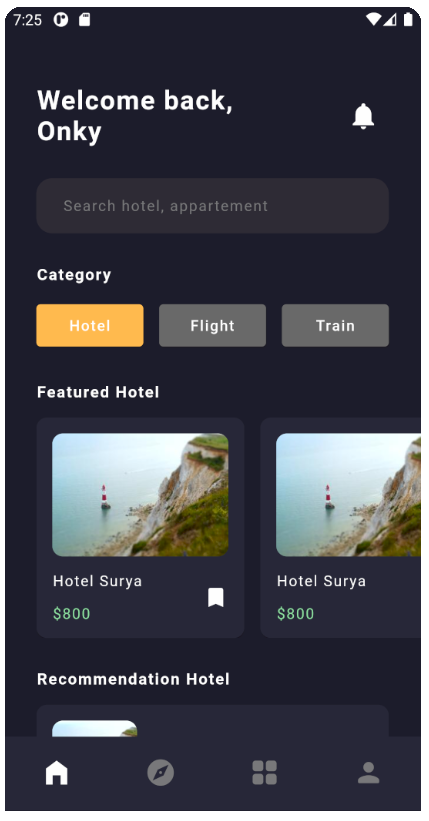 7:25
Welcome back,
Onky
Search hotel, appartement
Category
Hotel Flight Train
Featured Hotel
Hotel Surya Hotel Surya
$800 $800
Recommendation Hotel